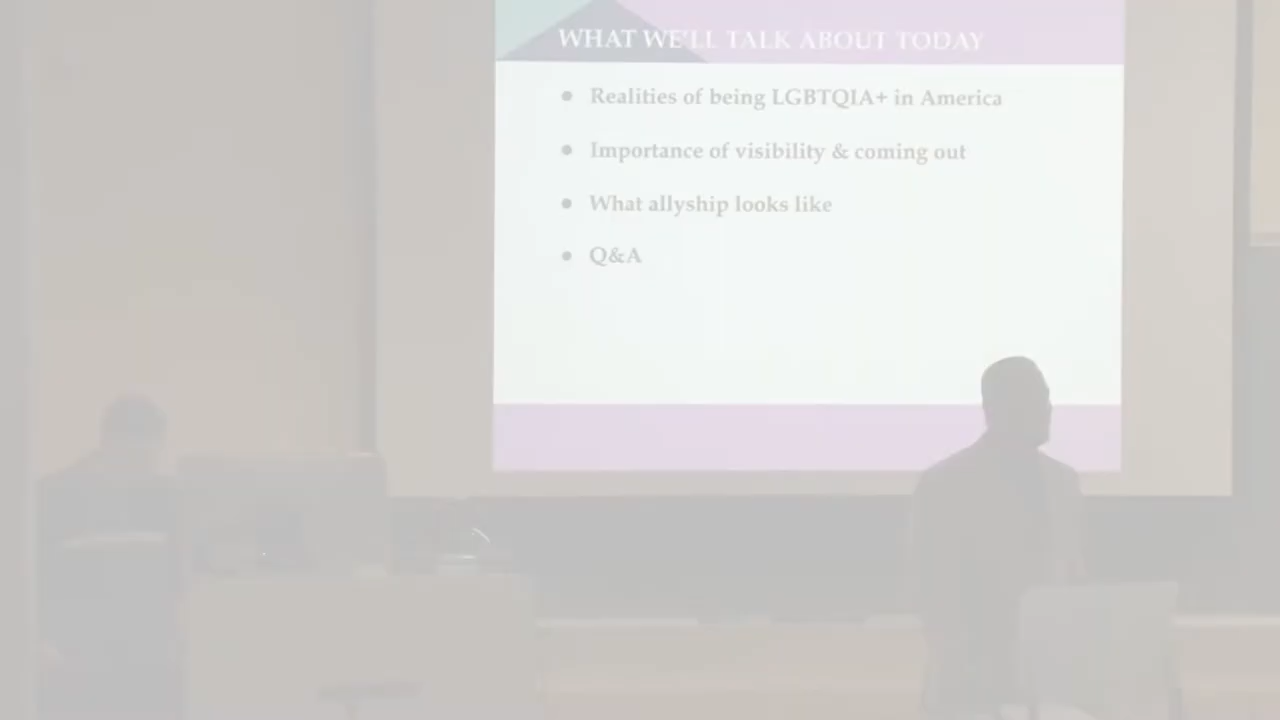 WHAT WE'LL TALK ABOUT TODAY
● Realities of being LGBTQIA+ in America
● Importance of visibility & coming out
● What allyship looks like
● Q&A